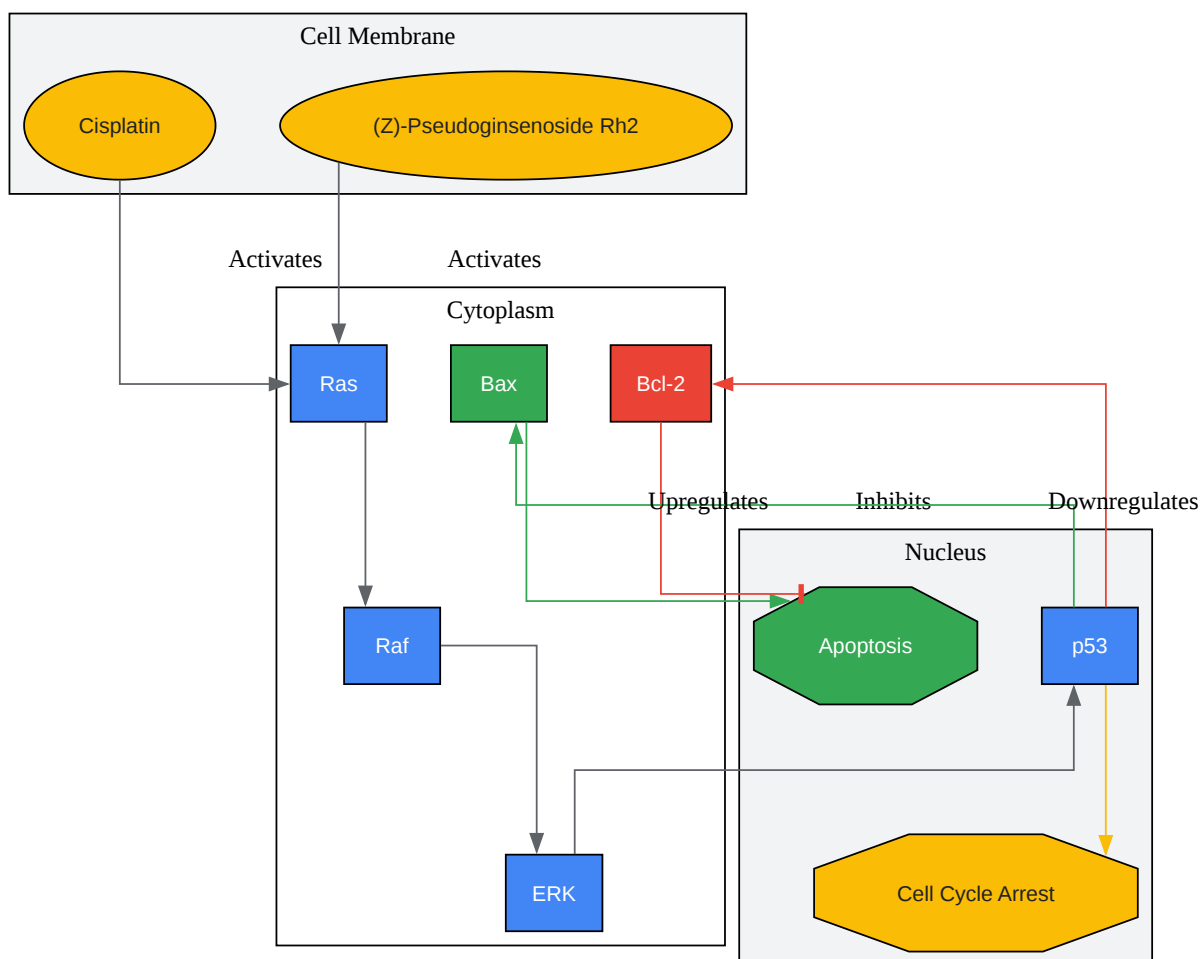 Cell Membrane
Cisplatin
(Z)-Pseudoginsenoside Rh2
Activates
Activates
Cytoplasm
Ras
Bax
Bcl-2
Upregulates
Inhibits
Downregulates
Nucleus
Raf
Apoptosis
p53
ERK
Cell Cycle Arrest